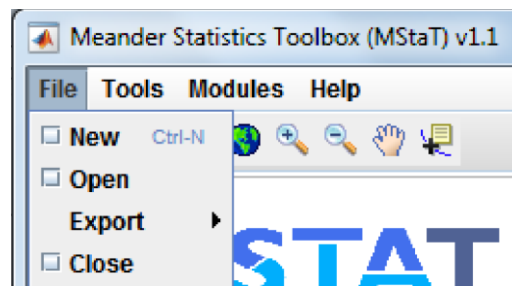 Meander Statistics Toolbox (MStaT) v1.1
File Tools Modules Help
New Ctrl-N
Open
Export
Close
STAT